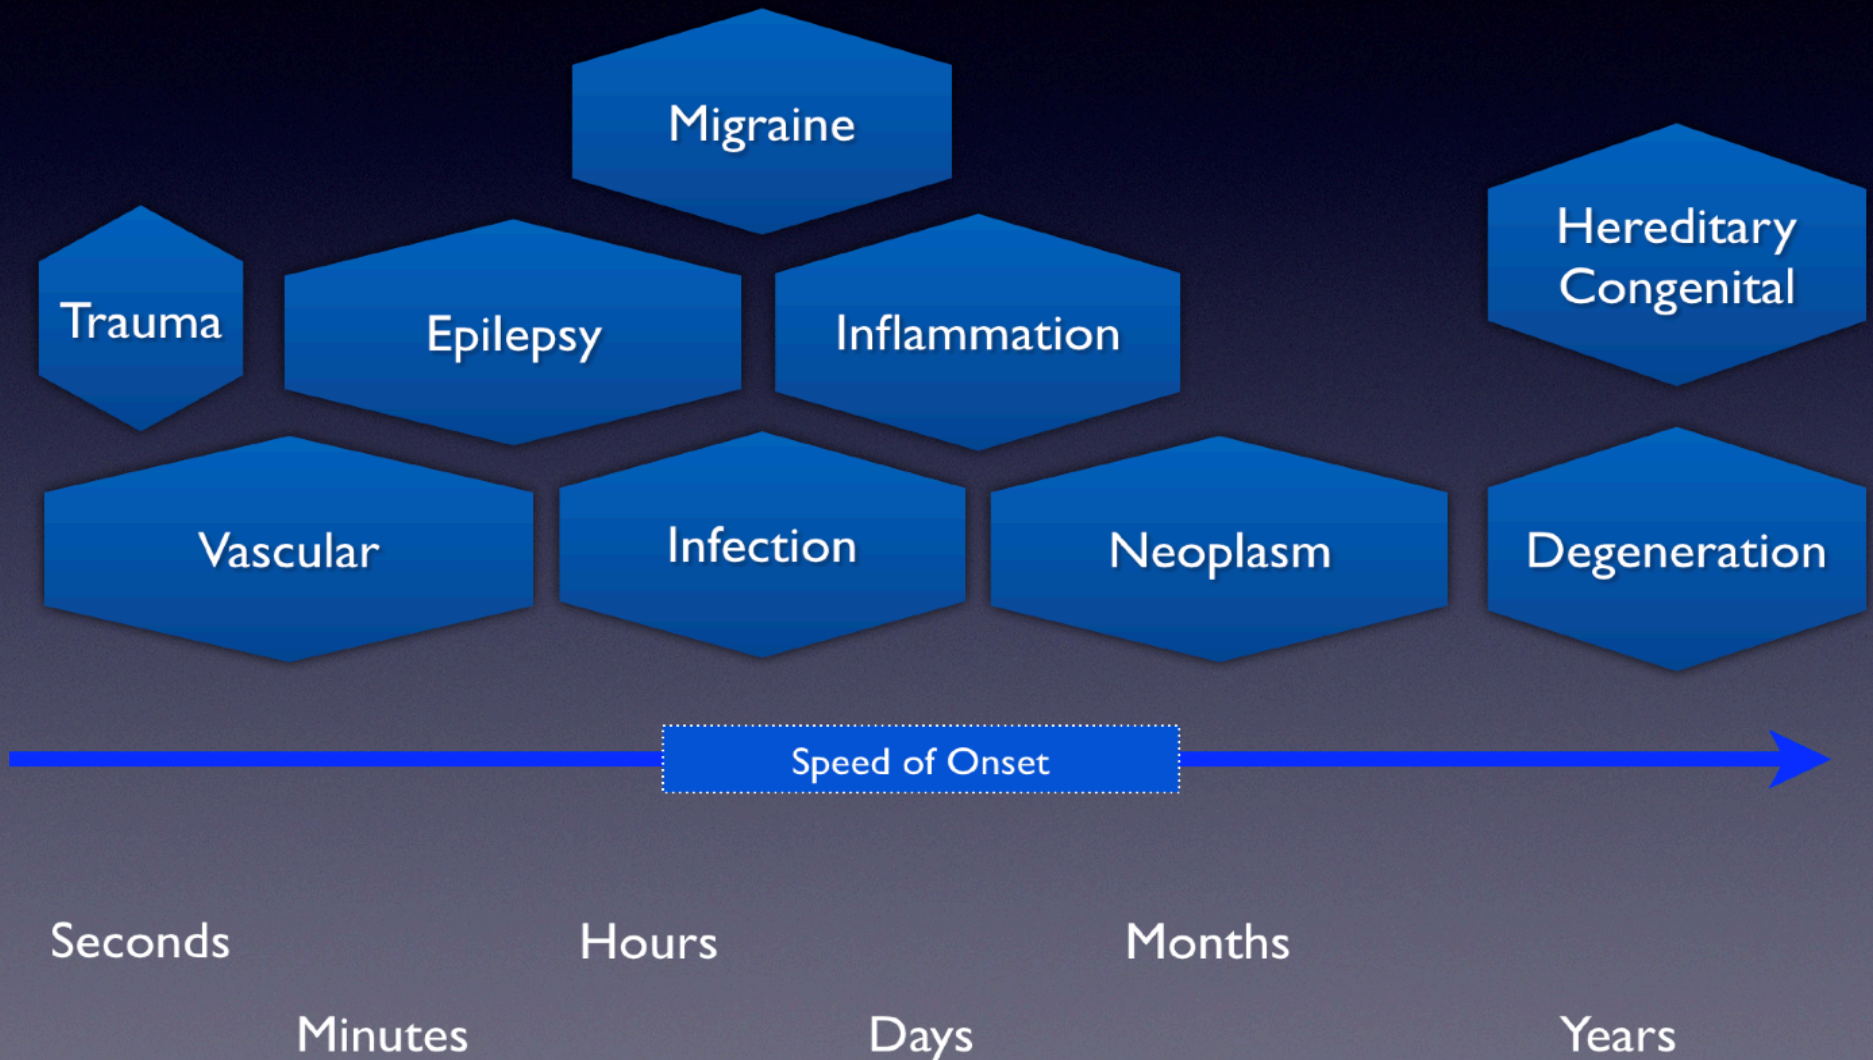 Migraine
Hereditary
Congenital
Trauma
Epilepsy
Inflammation
Vascular
Infection
Neoplasm
Degeneration
Speed of Onset
Seconds
Hours
Months
Minutes
Days
Years